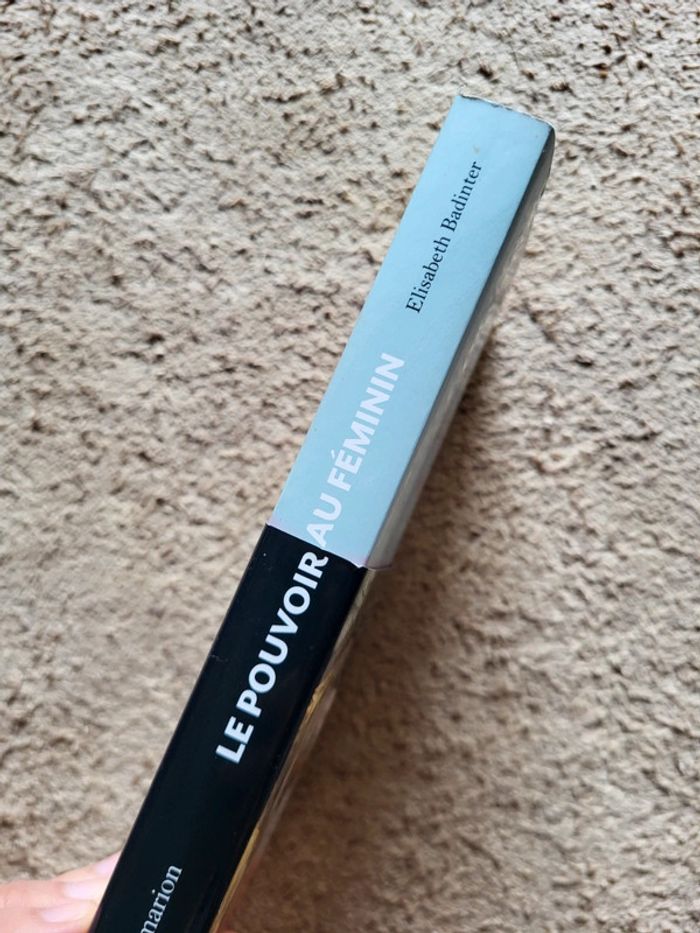 Elisabeth Badinter
LE POUVOIR AU FÉMININ
marion